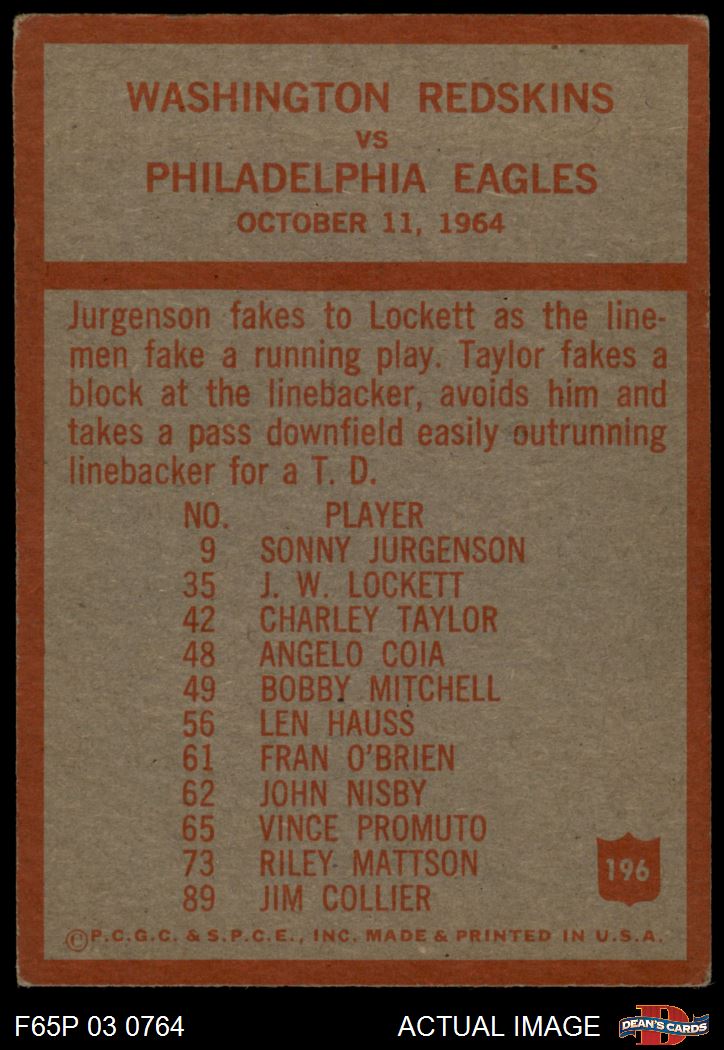 WASHINGTON REDSKINS
VS
PHILADELPHIA EAGLES
OCTOBER 11, 1964
Jurgenson fakes to Lockett as the line-
men fake a running play. Taylor fakes a
block at the linebacker, avoids him and
takes a pass downfield easily outrunning
linebacker for a T. D.
NO. PLAYER
9 SONNY JURGENSON
35 J. W. LOCKETT
42 CHARLEY TAYLOR
48 ANGELO COIA
49 BOBBY MITCHELL
56 LEN HAUSS
61 FRAN O'BRIEN
62 JOHN NISBY
65 VINCE PROMUTO
73 RILEY MATTSON
89 JIM COLLIER
196
©P.C.G.C. & S.P.C.E., INC. MADE & PRINTED IN U.S.A.
F65P 03 0764 ACTUAL IMAGE D DEAN'S CARDS